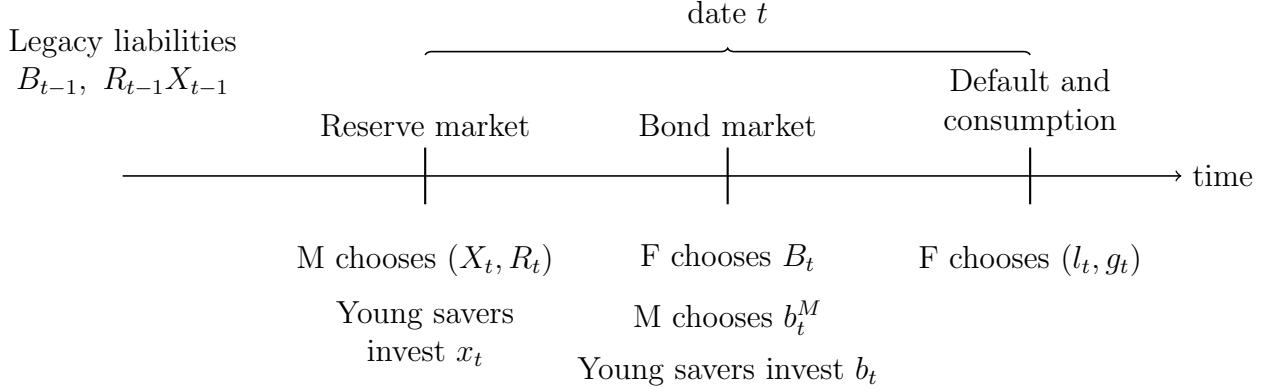 date $t$
Legacy liabilities
$B_{t-1},\ R_{t-1}X_{t-1}$
Default and
consumption
Reserve market
Bond market
time
M chooses $(X_t, R_t)$
F chooses $B_t$
F chooses $(l_t, g_t)$
Young savers
invest $x_t$
M chooses $b_t^M$
Young savers invest $b_t$